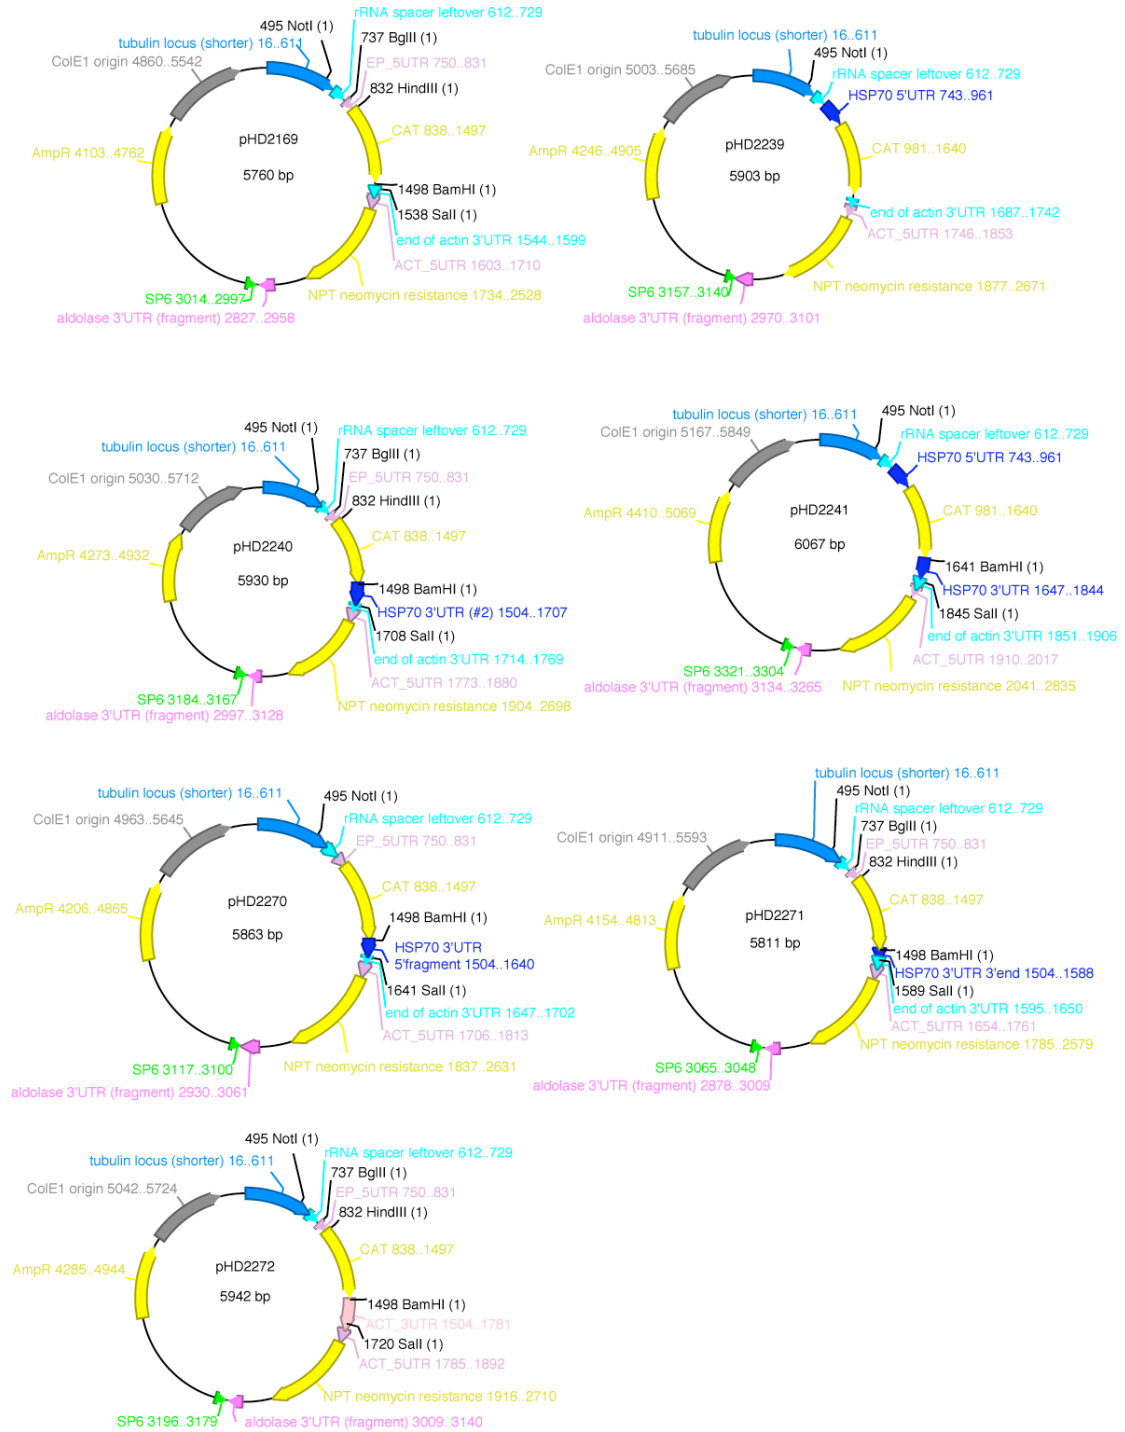 rRNA spacer leftover 612..729
495 NotI (1)
737 BglII (1)
tubulin locus (shorter) 16..611
ColE1 origin 4860..5542
EP_5UTR 750..831
832 HindIII (1)
CAT 838..1497
pHD2169
AmpR 4103..4762
5760 bp
1498 BamHI (1)
1538 SalI (1)
end of actin 3'UTR 1544..1599
ACT_5UTR 1603..1710
NPT neomycin resistance 1734..2528
SP6 3014..2997
aldolase 3'UTR (fragment) 2827..2958
tubulin locus (shorter) 16..611
495 NotI (1)
ColE1 origin 5003..5685
rRNA spacer leftover 612..729
HSP70 5'UTR 743..961
pHD2239
AmpR 4246..4905
CAT 981..1640
5903 bp
end of actin 3'UTR 1687..1742
ACT_5UTR 1746..1853
NPT neomycin resistance 1877..2671
SP6 3157..3140
aldolase 3'UTR (fragment) 2970..3101
495 NotI (1)
rRNA spacer leftover 612..729
tubulin locus (shorter) 16..611
737 BglII (1)
ColE1 origin 5030..5712
EP_5UTR 750..831
832 HindIII (1)
CAT 838..1497
pHD2240
AmpR 4273..4932
5930 bp
1498 BamHI (1)
HSP70 3'UTR (#2) 1504..1707
1708 SalI (1)
end of actin 3'UTR 1714..1769
ACT_5UTR 1773..1880
SP6 3184..3167
NPT neomycin resistance 1904..2698
aldolase 3'UTR (fragment) 2997..3128
tubulin locus (shorter) 16..611
495 NotI (1)
ColE1 origin 5167..5849
rRNA spacer leftover 612..729
HSP70 5'UTR 743..961
AmpR 4410..5069
pHD2241
CAT 981..1640
6067 bp
1641 BamHI (1)
HSP70 3'UTR 1647..1844
1845 SalI (1)
end of actin 3'UTR 1851..1906
ACT_5UTR 1910..2017
SP6 3321..3304
aldolase 3'UTR (fragment) 3134..3265
NPT neomycin resistance 2041..2835
tubulin locus (shorter) 16..611
495 NotI (1)
ColE1 origin 4963..5645
rRNA spacer leftover 612..729
EP_5UTR 750..831
CAT 838..1497
pHD2270
AmpR 4206..4865
1498 BamHI (1)
5863 bp
HSP70 3'UTR
5'fragment 1504..1640
1641 SalI (1)
end of actin 3'UTR 1647..1702
ACT_5UTR 1706..1813
SP6 3117..3100
NPT neomycin resistance 1837..2631
aldolase 3'UTR (fragment) 2930..3061
tubulin locus (shorter) 16..611
495 NotI (1)
rRNA spacer leftover 612..729
737 BglII (1)
ColE1 origin 4911..5593
EP_5UTR 750..831
832 HindIII (1)
CAT 838..1497
pHD2271
AmpR 4154..4813
5811 bp
1498 BamHI (1)
HSP70 3'UTR 3'end 1504..1588
1589 SalI (1)
end of actin 3'UTR 1595..1650
ACT_5UTR 1654..1761
NPT neomycin resistance 1785..2579
SP6 3065..3048
aldolase 3'UTR (fragment) 2878..3009
495 NotI (1)
rRNA spacer leftover 612..729
tubulin locus (shorter) 16..611
737 BglII (1)
ColE1 origin 5042..5724
EP_5UTR 750..831
832 HindIII (1)
CAT 838..1497
pHD2272
AmpR 4285..4944
5942 bp
1498 BamHI (1)
ACT_3UTR 1504..1781
1720 SalI (1)
ACT_5UTR 1785..1892
NPT neomycin resistance 1916..2710
SP6 3196..3179
aldolase 3'UTR (fragment) 3009..3140